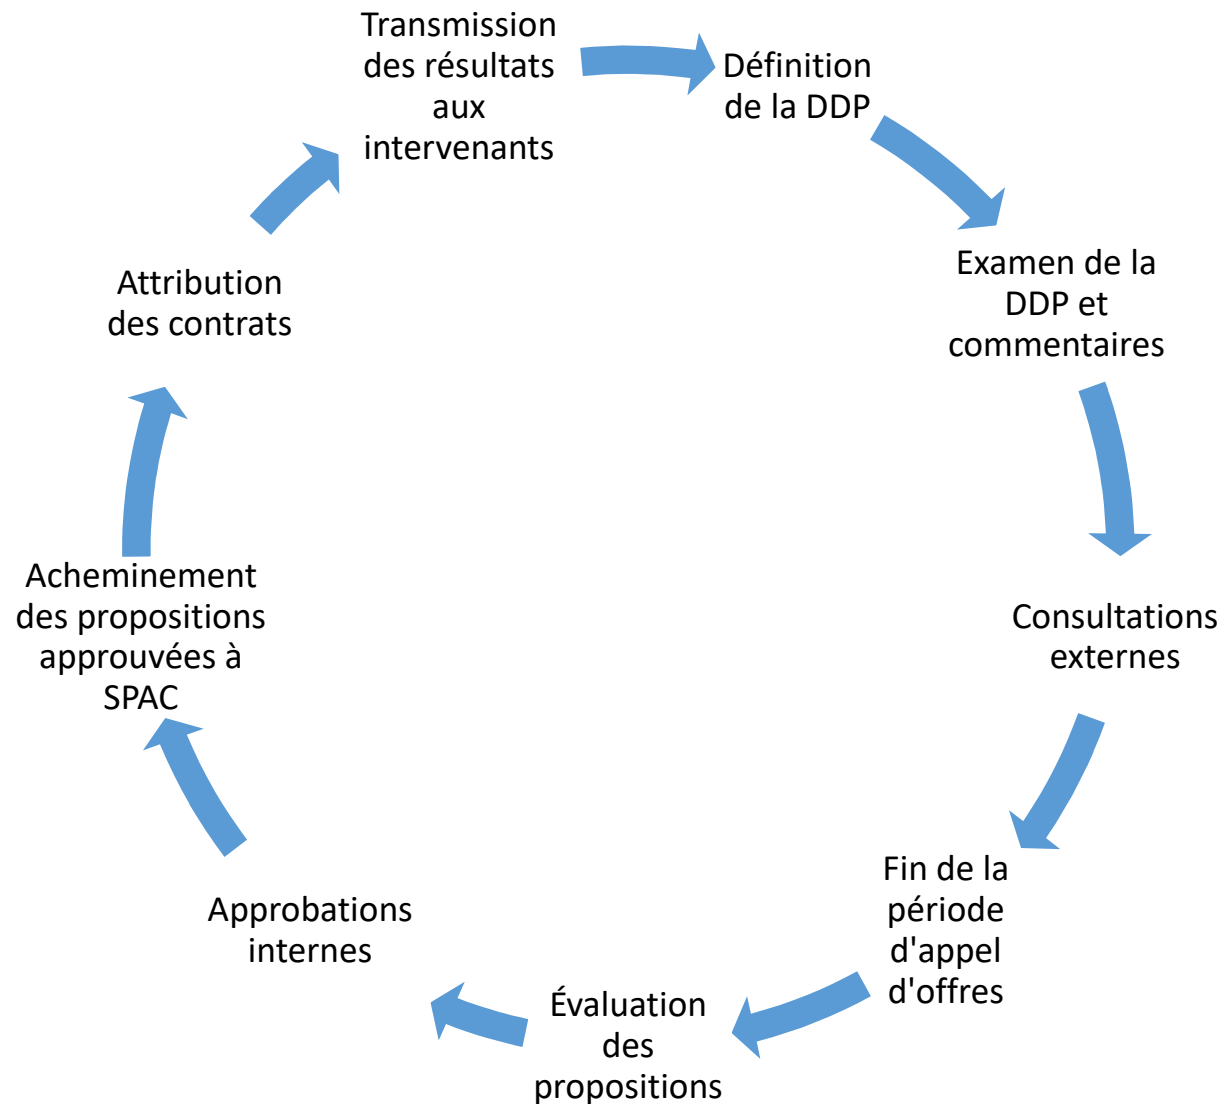 Transmission
des résultats
aux
intervenants
Définition
de la DDP
Examen de la
DDP et
commentaires
Consultations
externes
Fin de la
période
d'appel
d'offres
Évaluation
des
propositions
Approbations
internes
Acheminement
des propositions
approuvées à
SPAC
Attribution
des contrats